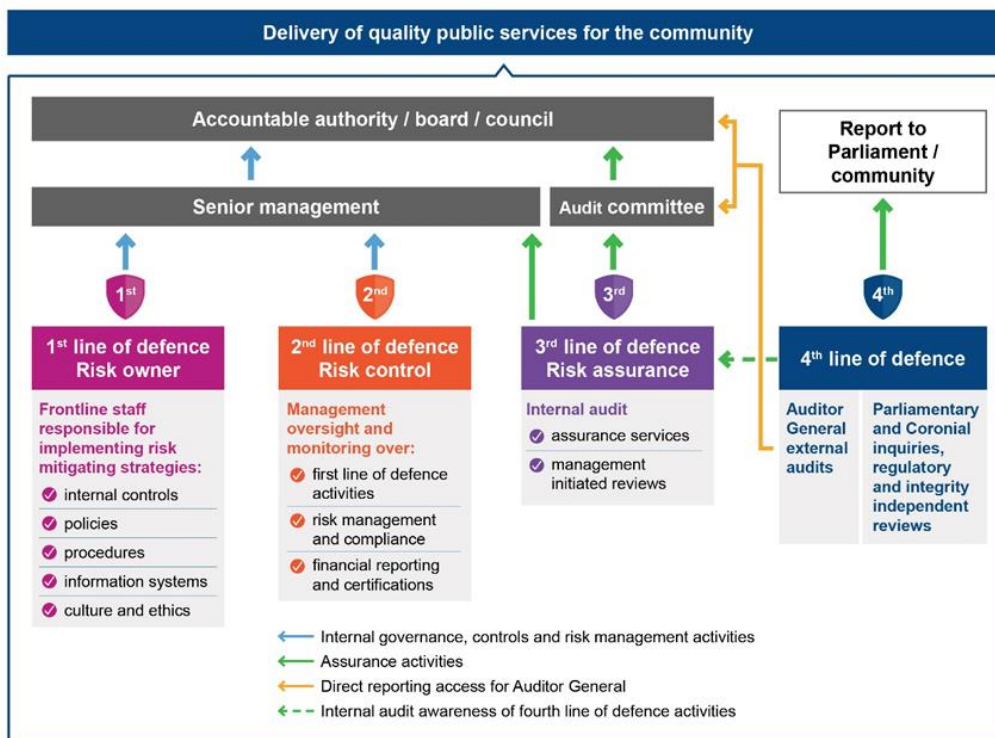 Delivery of quality public services for the community
Accountable authority / board / council
Report to
Parliament /
community
Senior management
Audit committee
1st
2nd
3rd
4th
1st line of defence
Risk owner
Frontline staff
responsible for
implementing risk
mitigating strategies:
internal controls
policies
procedures
information systems
culture and ethics
2nd line of defence
Risk control
Management
oversight and
monitoring over:
first line of defence
activities
risk management
and compliance
financial reporting
and certifications
3rd line of defence
Risk assurance
Internal audit
assurance services
management
initiated reviews
4th line of defence
Auditor
General
external
audits
Parliamentary
and Coronial
inquiries,
regulatory
and integrity
independent
reviews
Internal governance, controls and risk management activities
Assurance activities
Direct reporting access for Auditor General
Internal audit awareness of fourth line of defence activities